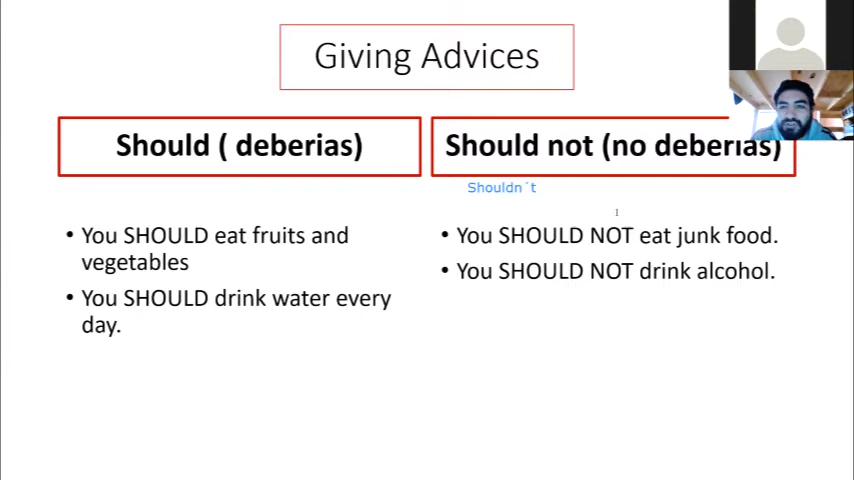 Giving Advices
Should ( deberias)
Should not (no deberias)
Shouldn´t
• You SHOULD eat fruits and
vegetables
• You SHOULD drink water every
day.
• You SHOULD NOT eat junk food.
• You SHOULD NOT drink alcohol.